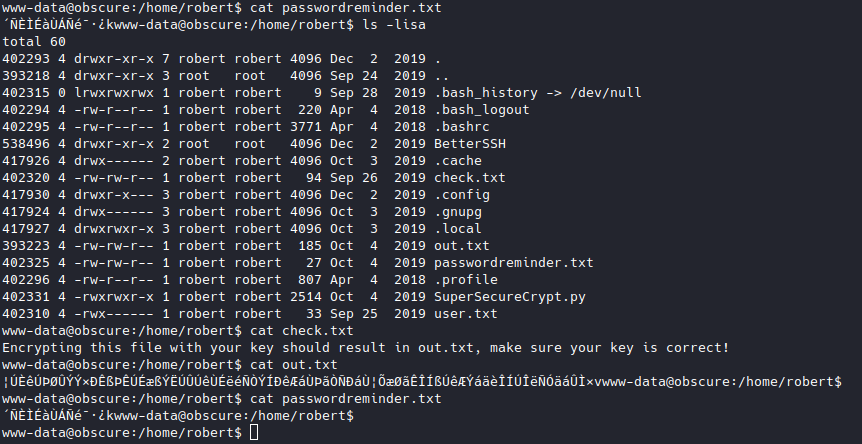 www-data@obscure:/home/robert$ cat passwordreminder.txt
´ÑÈÌÉàÙÁÑé¯·¿kwww-data@obscure:/home/robert$ ls -lisa
total 60
402293 4 drwxr-xr-x 7 robert robert 4096 Dec  2  2019 .
393218 4 drwxr-xr-x 3 root   root   4096 Sep 24  2019 ..
402315 0 lrwxrwxrwx 1 robert robert    9 Sep 28  2019 .bash_history -> /dev/null
402294 4 -rw-r--r-- 1 robert robert  220 Apr  4  2018 .bash_logout
402295 4 -rw-r--r-- 1 robert robert 3771 Apr  4  2018 .bashrc
538496 4 drwxr-xr-x 2 root   root   4096 Dec  2  2019 BetterSSH
417926 4 drwx------ 2 robert robert 4096 Oct  3  2019 .cache
402320 4 -rw-rw-r-- 1 robert robert   94 Sep 26  2019 check.txt
417930 4 drwxr-x--- 3 robert robert 4096 Dec  2  2019 .config
417924 4 drwx------ 3 robert robert 4096 Oct  3  2019 .gnupg
417927 4 drwxrwxr-x 3 robert robert 4096 Oct  3  2019 .local
393223 4 -rw-rw-r-- 1 robert robert  185 Oct  4  2019 out.txt
402325 4 -rw-rw-r-- 1 robert robert   27 Oct  4  2019 passwordreminder.txt
402296 4 -rw-r--r-- 1 robert robert  807 Apr  4  2018 .profile
402331 4 -rwxrwxr-x 1 robert robert 2514 Oct  4  2019 SuperSecureCrypt.py
402310 4 -rwx------ 1 robert robert   33 Sep 25  2019 user.txt
www-data@obscure:/home/robert$ cat check.txt
Encrypting this file with your key should result in out.txt, make sure your key is correct!
www-data@obscure:/home/robert$ cat out.txt
¦ÚÈêÚÞØÛÝÝ×ÐÊßÞÊÚÉæßÝËÚÛÚêÙÉëéÑÒÝÍÐêÆáÙÞãÒÑÐáÙ¦ÕæØãÊÎÍßÚêÆÝáäèÎÍÚÎëÑÓäáÛÌ×vwww-data@obscure:/home/robert$
www-data@obscure:/home/robert$ cat passwordreminder.txt
´ÑÈÌÉàÙÁÑé¯·¿kwww-data@obscure:/home/robert$
www-data@obscure:/home/robert$